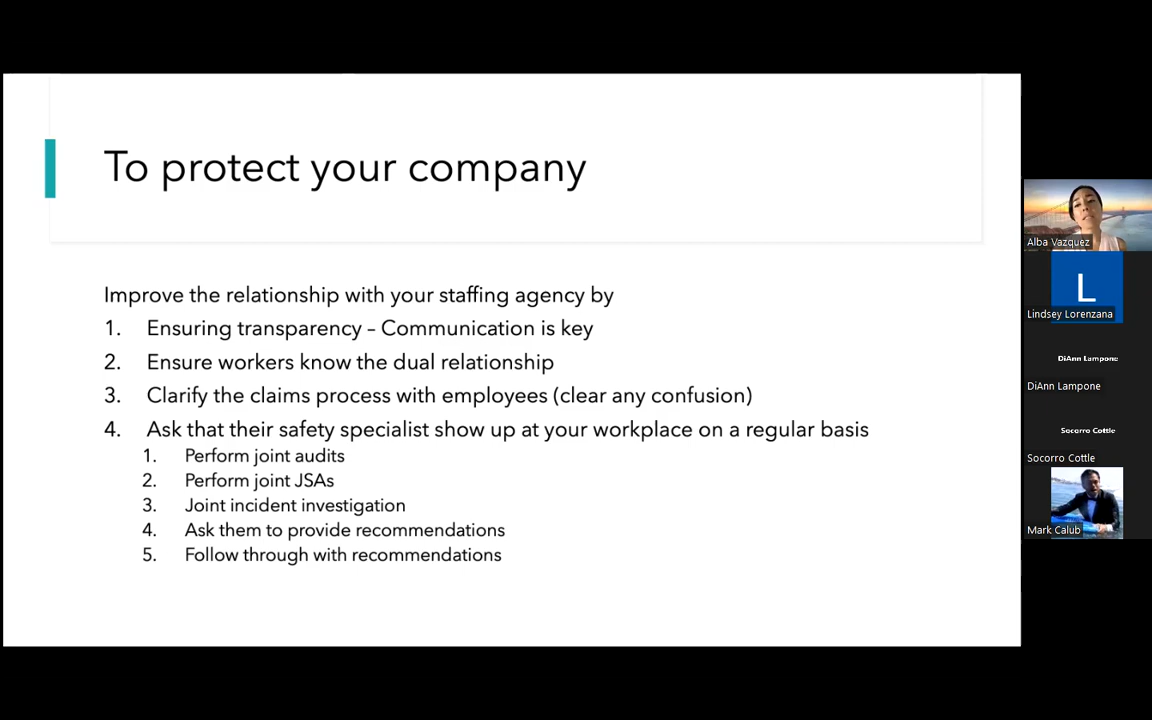 To protect your company
Improve the relationship with your staffing agency by
1. Ensuring transparency – Communication is key
2. Ensure workers know the dual relationship
3. Clarify the claims process with employees (clear any confusion)
4. Ask that their safety specialist show up at your workplace on a regular basis
1. Perform joint audits
2. Perform joint JSAs
3. Joint incident investigation
4. Ask them to provide recommendations
5. Follow through with recommendations
Alba Vazquez
L
Lindsey Lorenzana
DiAnn Lampone
DiAnn Lampone
Socorro Cottle
Socorro Cottle
Mark Calub